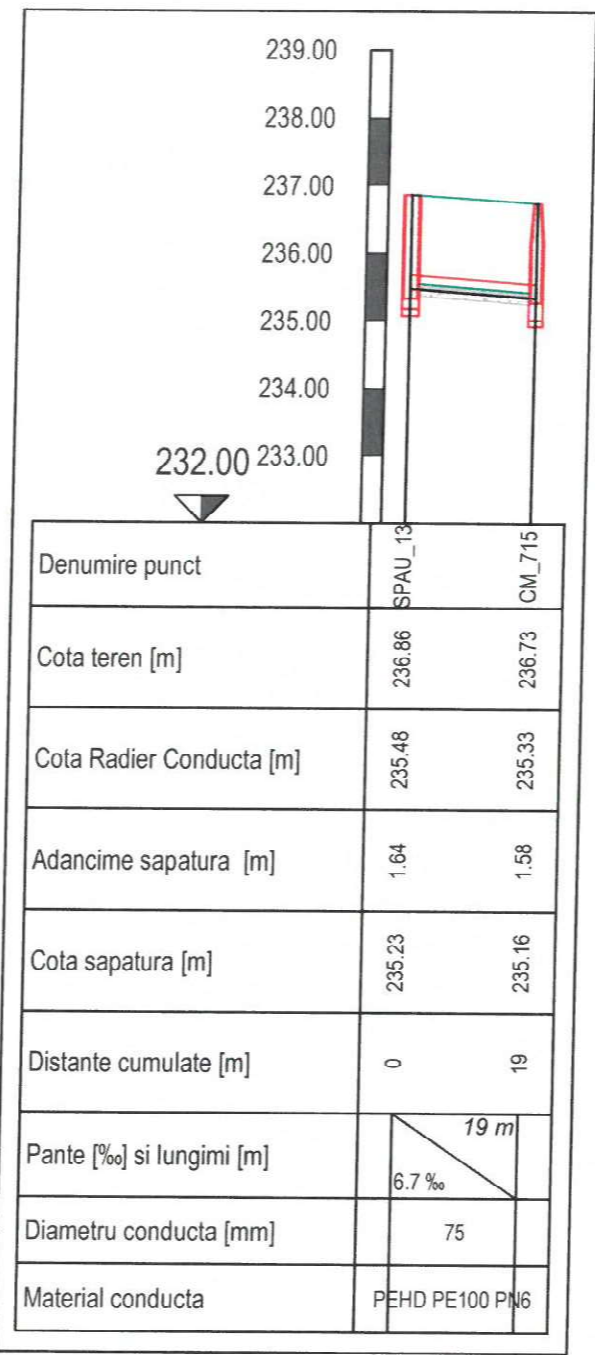 239.00
238.00
237.00
236.00
235.00
234.00
232.00 233.00
Denumire punct SPAU_13 CM_715
Cota teren [m] 236.86 236.73
Cota Radier Conducta [m] 235.48 235.33
Adancime sapatura [m] 1.64 1.58
Cota sapatura [m] 235.23 235.16
Distante cumulate [m] 0 19
Pante [‰] si lungimi [m] 6.7 ‰ 19 m
Diametru conducta [mm] 75
Material conducta PEHD PE100 PN6